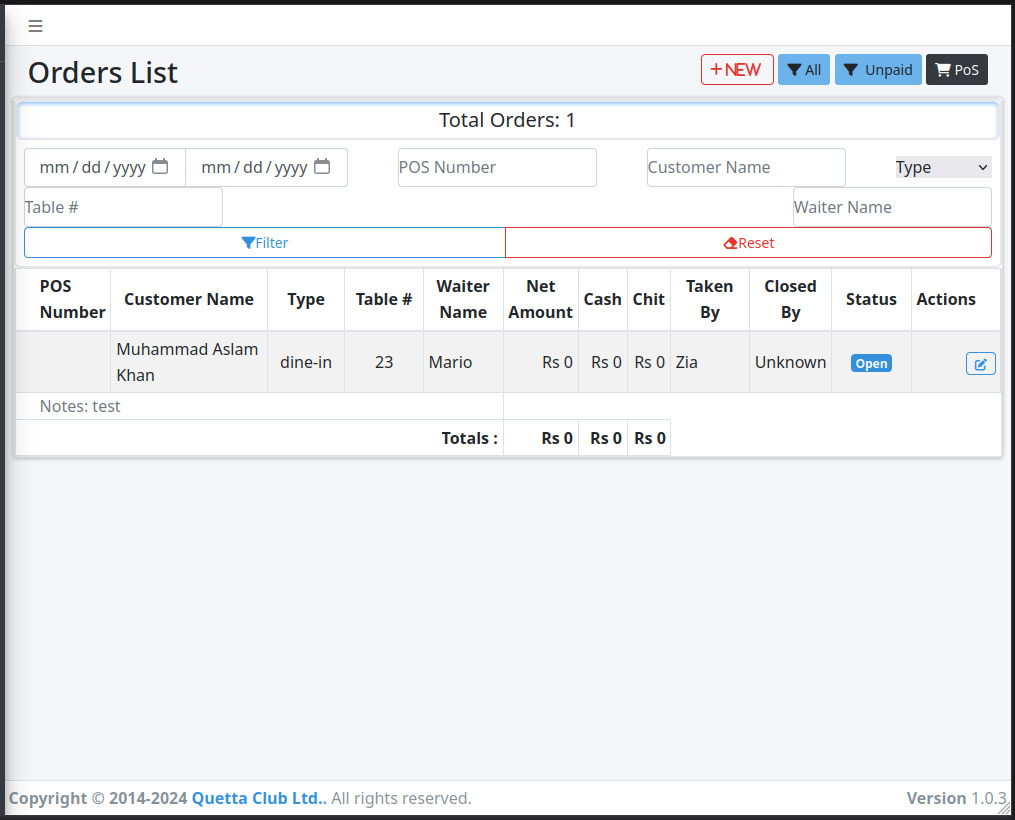 Orders List
+NEW All Unpaid PoS
Total Orders: 1
mm/dd/yyyy mm/dd/yyyy POS Number Customer Name Type
Table # Waiter Name
Filter Reset
POS Number Customer Name Type Table # Waiter Name Net Amount Cash Chit Taken By Closed By Status Actions
Muhammad Aslam Khan dine-in 23 Mario Rs 0 Rs 0 Rs 0 Zia Unknown Open
Notes: test
Totals : Rs 0 Rs 0 Rs 0
Copyright © 2014-2024 Quetta Club Ltd.. All rights reserved. Version 1.0.3